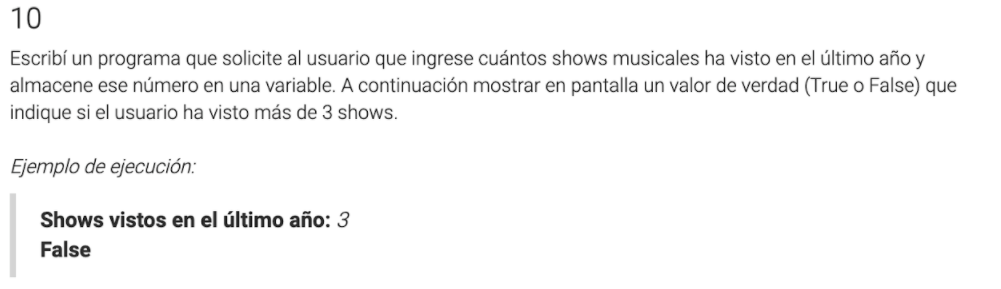 10
Escribí un programa que solicite al usuario que ingrese cuántos shows musicales ha visto en el último año y
almacene ese número en una variable. A continuación mostrar en pantalla un valor de verdad (True o False) que
indique si el usuario ha visto más de 3 shows.
Ejemplo de ejecución:
Shows vistos en el último año: 3
False